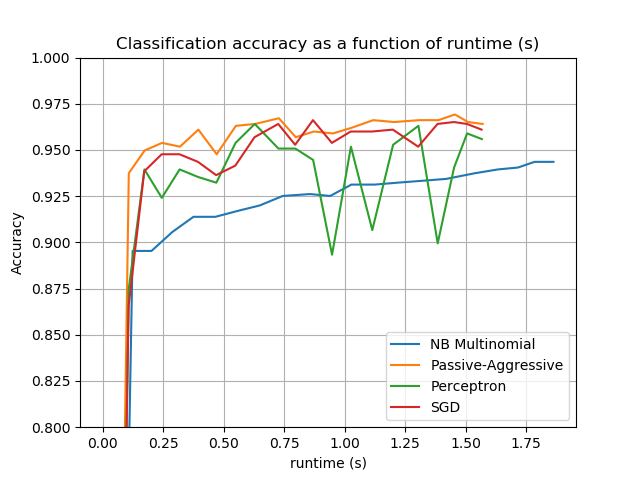 Classification accuracy as a function of runtime (s)
1.000
0.975
0.950
0.925
0.900
0.875
0.850
0.825
0.800
Accuracy
NB Multinomial
Passive-Aggressive
Perceptron
SGD
0.00 0.25 0.50 0.75 1.00 1.25 1.50 1.75
runtime (s)